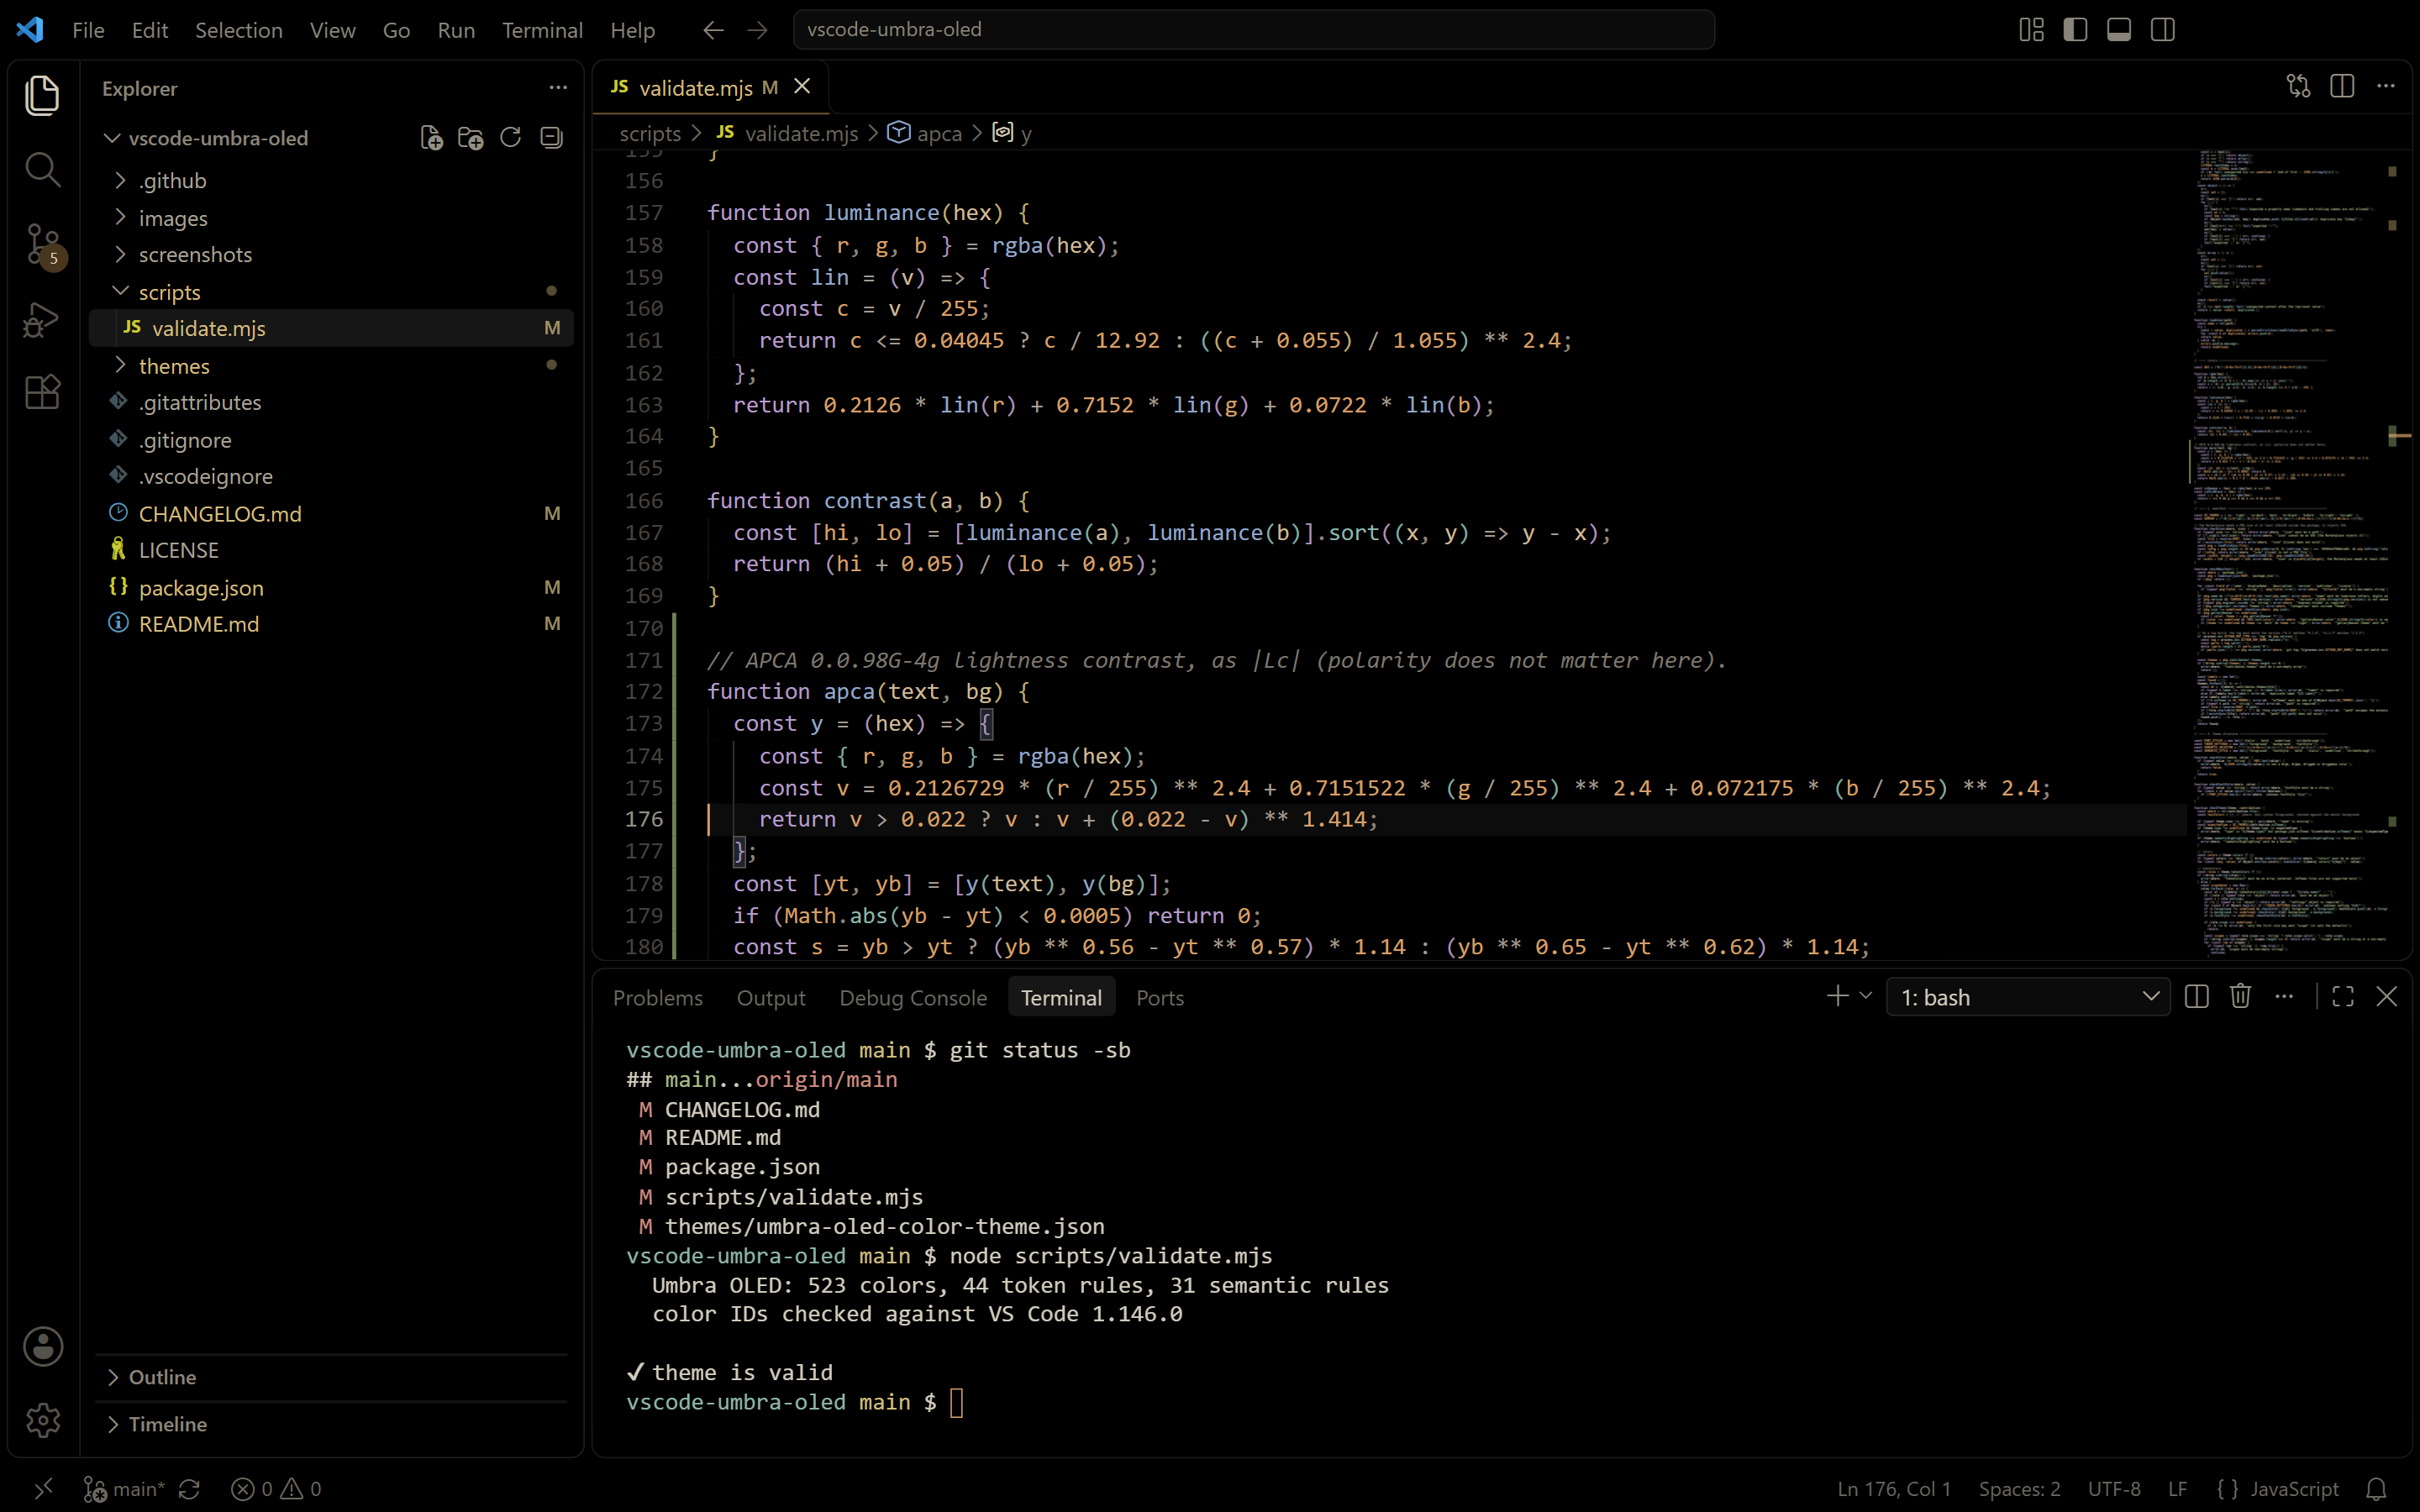 File Edit Selection View Go Run Terminal Help
vscode-umbra-oled
Explorer
vscode-umbra-oled
.github
images
screenshots
5
scripts
JS validate.mjs M
themes
.gitattributes
.gitignore
.vscodeignore
CHANGELOG.md M
LICENSE
{} package.json M
README.md M
Outline
Timeline
JS validate.mjs M
scripts > JS validate.mjs > apca > y
155 }
156
157 function luminance(hex) {
158 const { r, g, b } = rgba(hex);
159 const lin = (v) => {
160 const c = v / 255;
161 return c <= 0.04045 ? c / 12.92 : ((c + 0.055) / 1.055) ** 2.4;
162 };
163 return 0.2126 * lin(r) + 0.7152 * lin(g) + 0.0722 * lin(b);
164 }
165
166 function contrast(a, b) {
167 const [hi, lo] = [luminance(a), luminance(b)].sort((x, y) => y - x);
168 return (hi + 0.05) / (lo + 0.05);
169 }
170
171 // APCA 0.0.98G-4g lightness contrast, as |Lc| (polarity does not matter here).
172 function apca(text, bg) {
173 const y = (hex) => {
174 const { r, g, b } = rgba(hex);
175 const v = 0.2126729 * (r / 255) ** 2.4 + 0.7151522 * (g / 255) ** 2.4 + 0.072175 * (b / 255) ** 2.4;
176 return v > 0.022 ? v : v + (0.022 - v) ** 1.414;
177 };
178 const [yt, yb] = [y(text), y(bg)];
179 if (Math.abs(yb - yt) < 0.0005) return 0;
180 const s = yb > yt ? (yb ** 0.56 - yt ** 0.57) * 1.14 : (yb ** 0.65 - yt ** 0.62) * 1.14;
Problems Output Debug Console Terminal Ports
1: bash
vscode-umbra-oled main $ git status -sb
## main...origin/main
M CHANGELOG.md
M README.md
M package.json
M scripts/validate.mjs
M themes/umbra-oled-color-theme.json
vscode-umbra-oled main $ node scripts/validate.mjs
Umbra OLED: 523 colors, 44 token rules, 31 semantic rules
color IDs checked against VS Code 1.146.0
✓ theme is valid
vscode-umbra-oled main $
main* 0 0
Ln 176, Col 1 Spaces: 2 UTF-8 LF {} JavaScript